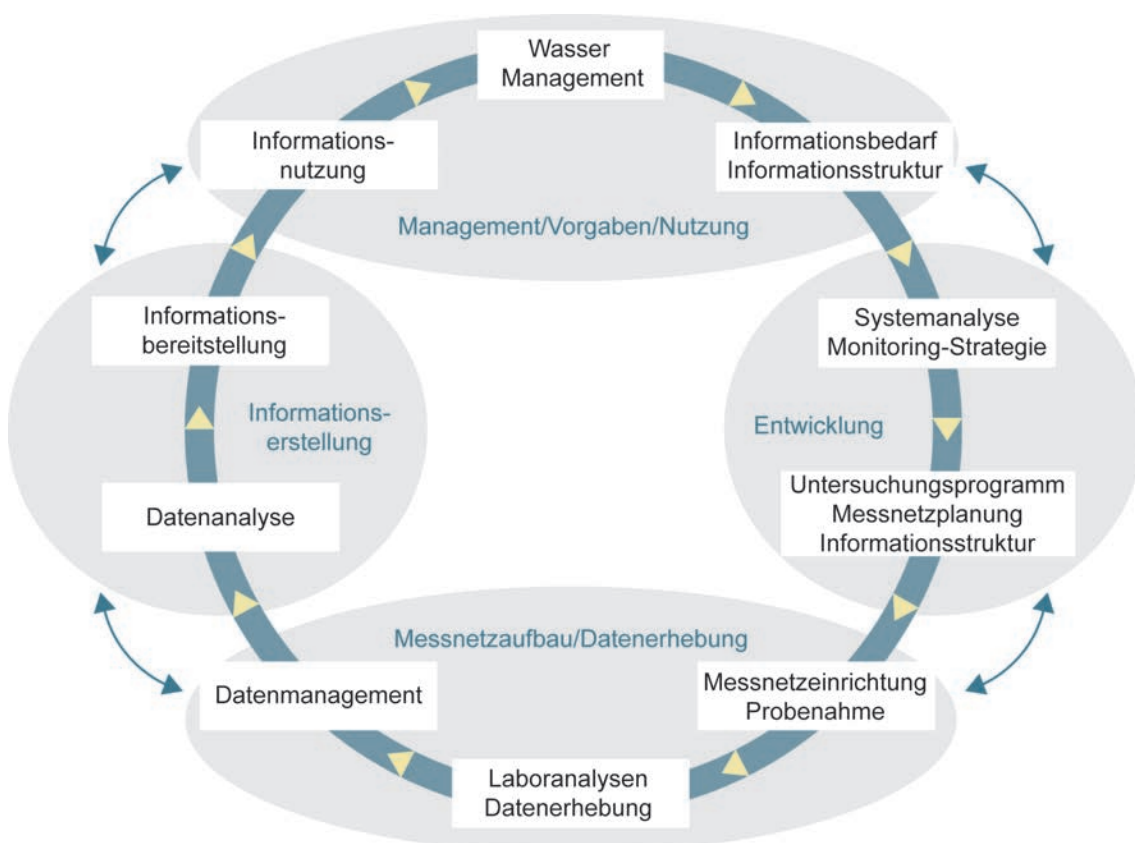 Wasser
Management
Informations-
nutzung
Informationsbedarf
Informationsstruktur
Management/Vorgaben/Nutzung
Informations-
bereitstellung
Systemanalyse
Monitoring-Strategie
Informations-
erstellung
Entwicklung
Datenanalyse
Untersuchungsprogramm
Messnetzplanung
Informationsstruktur
Messnetzaufbau/Datenerhebung
Datenmanagement
Messnetzeinrichtung
Probenahme
Laboranalysen
Datenerhebung